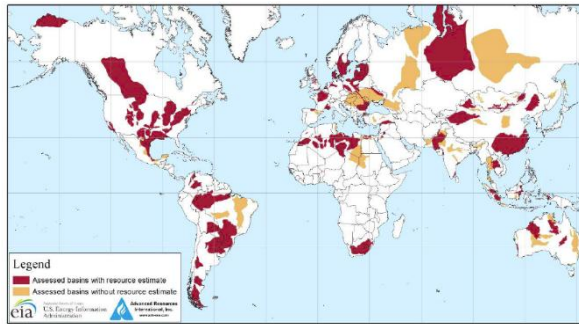 Legend
Assessed basins with resource estimate
Assessed basins without resource estimate
eia
U.S. Energy Information
Administration
Advanced Resources
International, Inc.